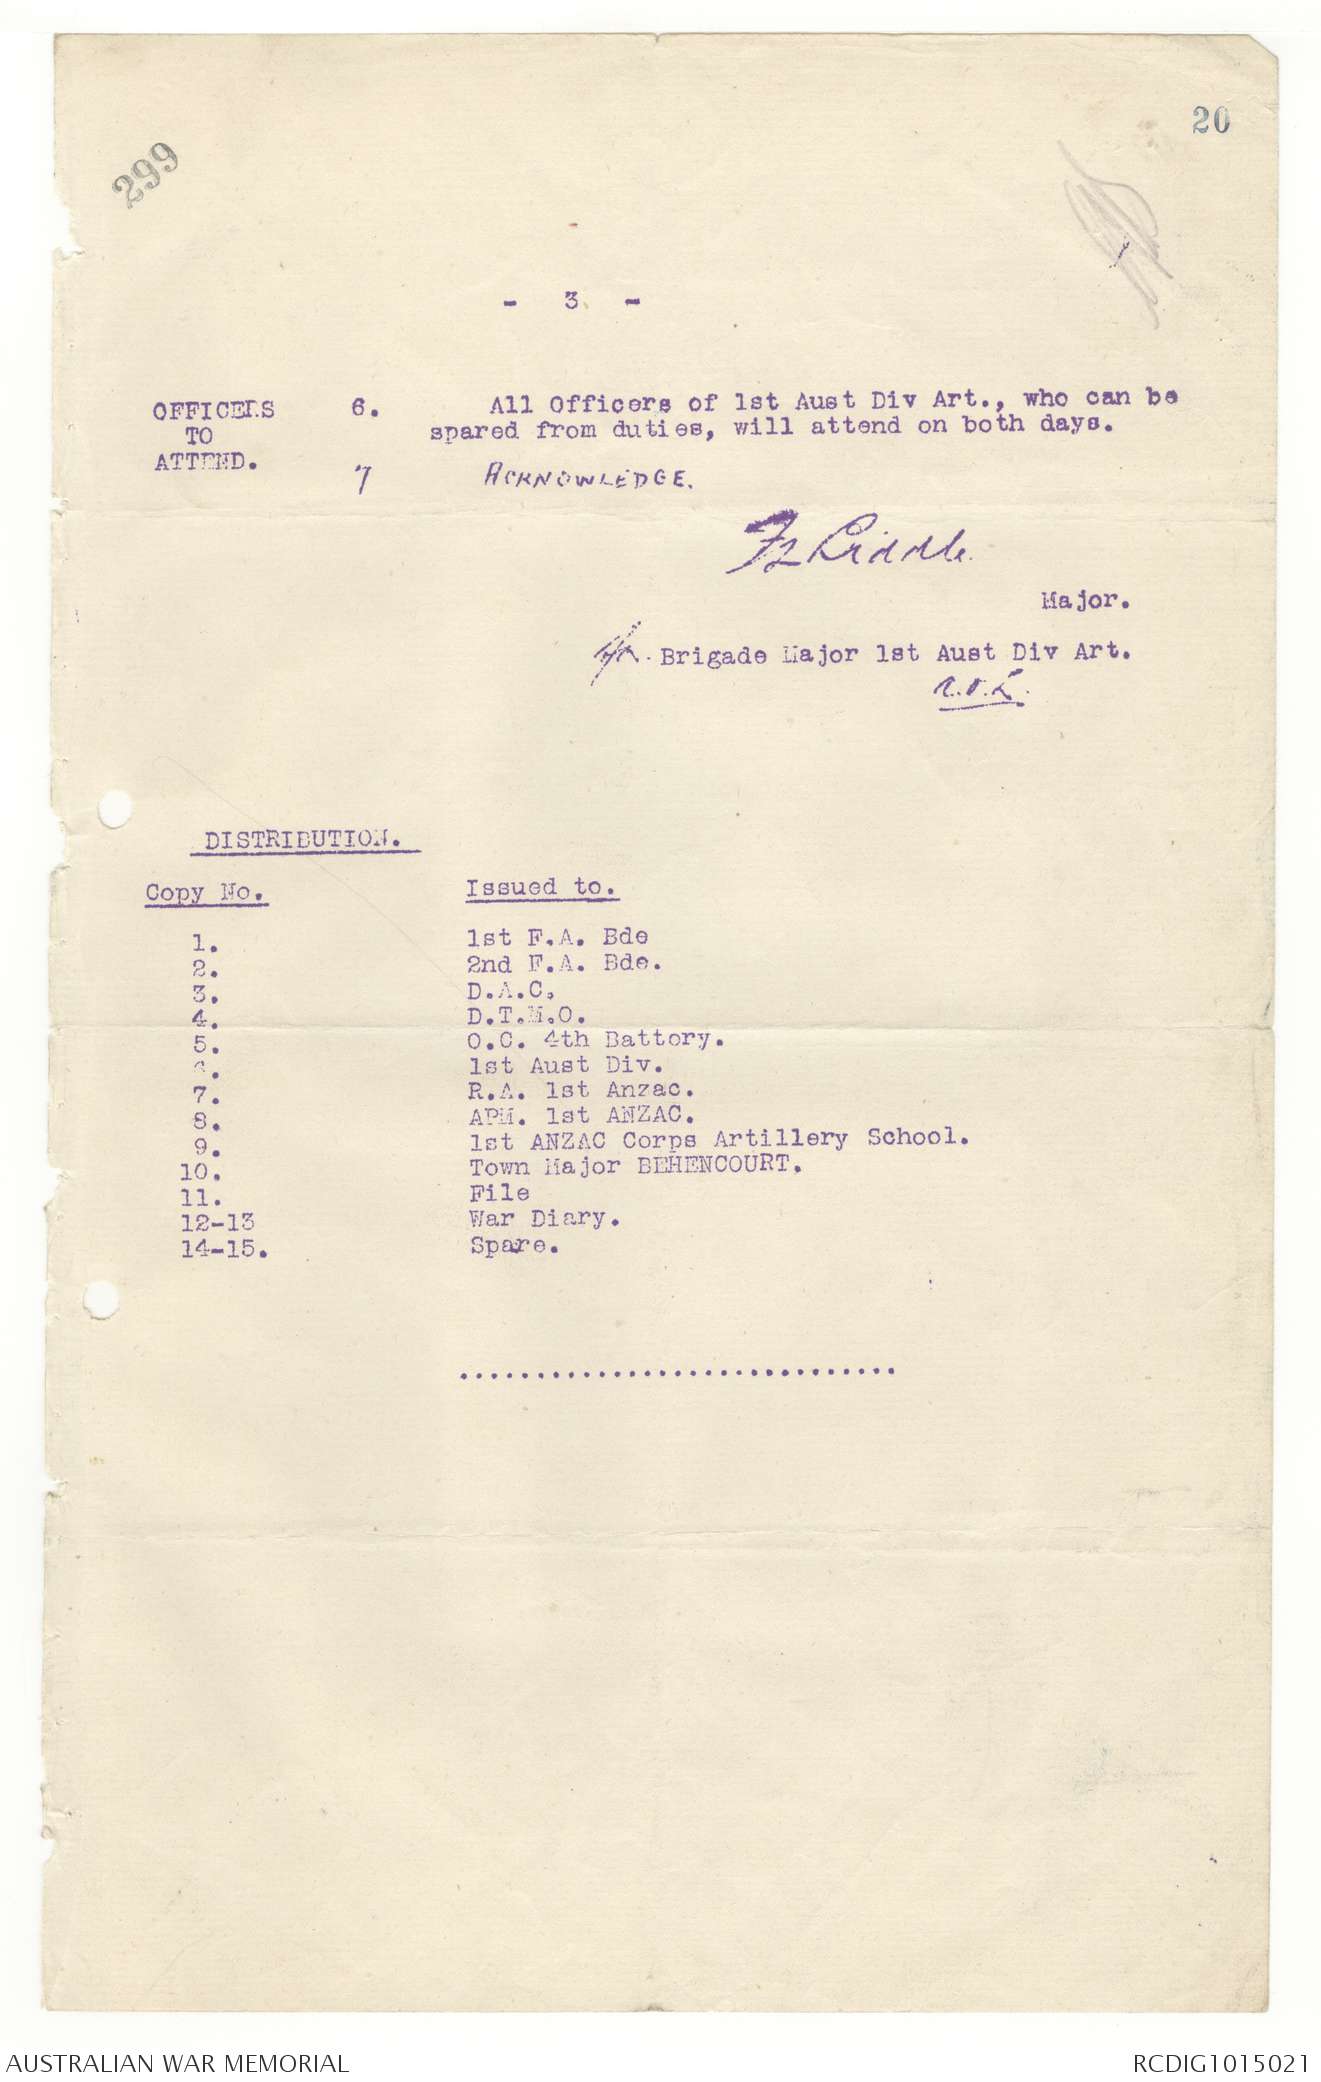 20
299
- 3 -
OFFICERS 6. All Officers of 1st Aust Div Art., who can be
TO spared from duties, will attend on both days.
ATTEND.
7 ACKNOWLEDGE.
Riddle
Major.
for Brigade Major 1st Aust Div Art.
DISTRIBUTION.
Copy No. Issued to.
1. 1st F.A. Bde
2. 2nd F.A. Bde.
3. D.A.C.
4. D.T.M.O.
5. O.C. 4th Battory.
6. 1st Aust Div.
7. R.A. 1st Anzac.
8. APM. 1st ANZAC.
9. 1st ANZAC Corps Artillery School.
10. Town Major BEHENCOURT.
11. File
12-13 War Diary.
14-15. Spare.
..............................
AUSTRALIAN WAR MEMORIAL RCDIG1015021